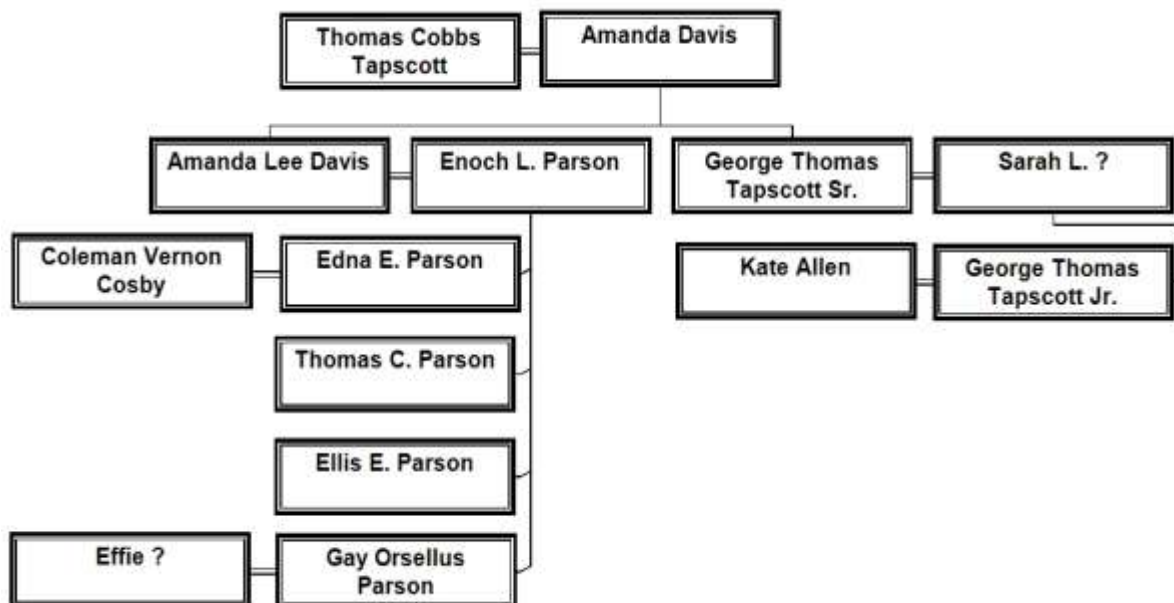 Thomas Cobbs
Tapscott
Amanda Davis
Amanda Lee Davis
Enoch L. Parson
George Thomas
Tapscott Sr.
Sarah L. ?
Coleman Vernon
Cosby
Edna E. Parson
Kate Allen
George Thomas
Tapscott Jr.
Thomas C. Parson
Ellis E. Parson
Effie ?
Gay Orsellus
Parson